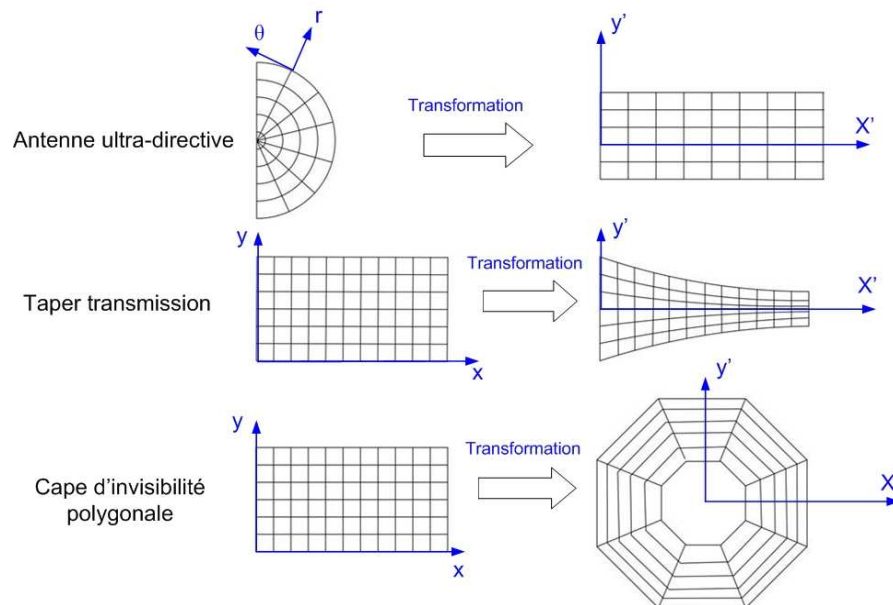 r
θ
y'
Transformation
X'
Antenne ultra-directive
y
y'
Transformation
X'
Taper transmission
x
y'
y
Transformation
X
Cape d'invisibilité
polygonale
x